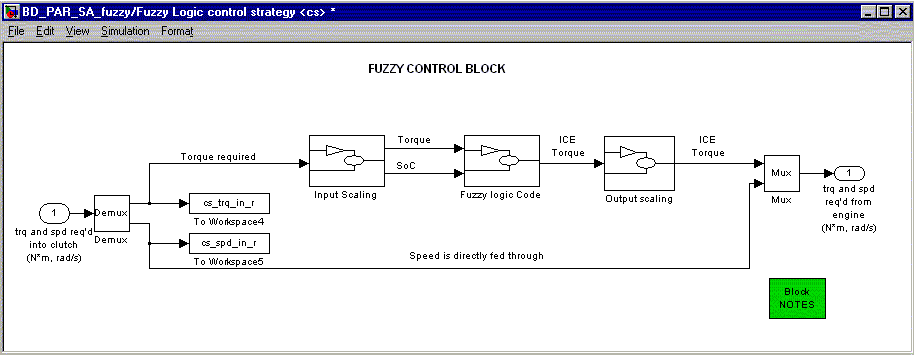 BD_PAR_SA_fuzzy/Fuzzy Logic control strategy <cs> *
File Edit View Simulation Format
FUZZY CONTROL BLOCK
Torque required
Input Scaling
Torque
SoC
Fuzzy logic Code
ICE
Torque
Output scaling
ICE
Torque
Mux
Mux
1
trq and spd
req'd from
engine
(N*m, rad/s)
1
trq and spd req'd
into clutch
(N*m, rad/s)
Demux
Demux
cs_trq_in_r
To Workspace4
cs_spd_in_r
To Workspace5
Speed is directly fed through
Block
NOTES